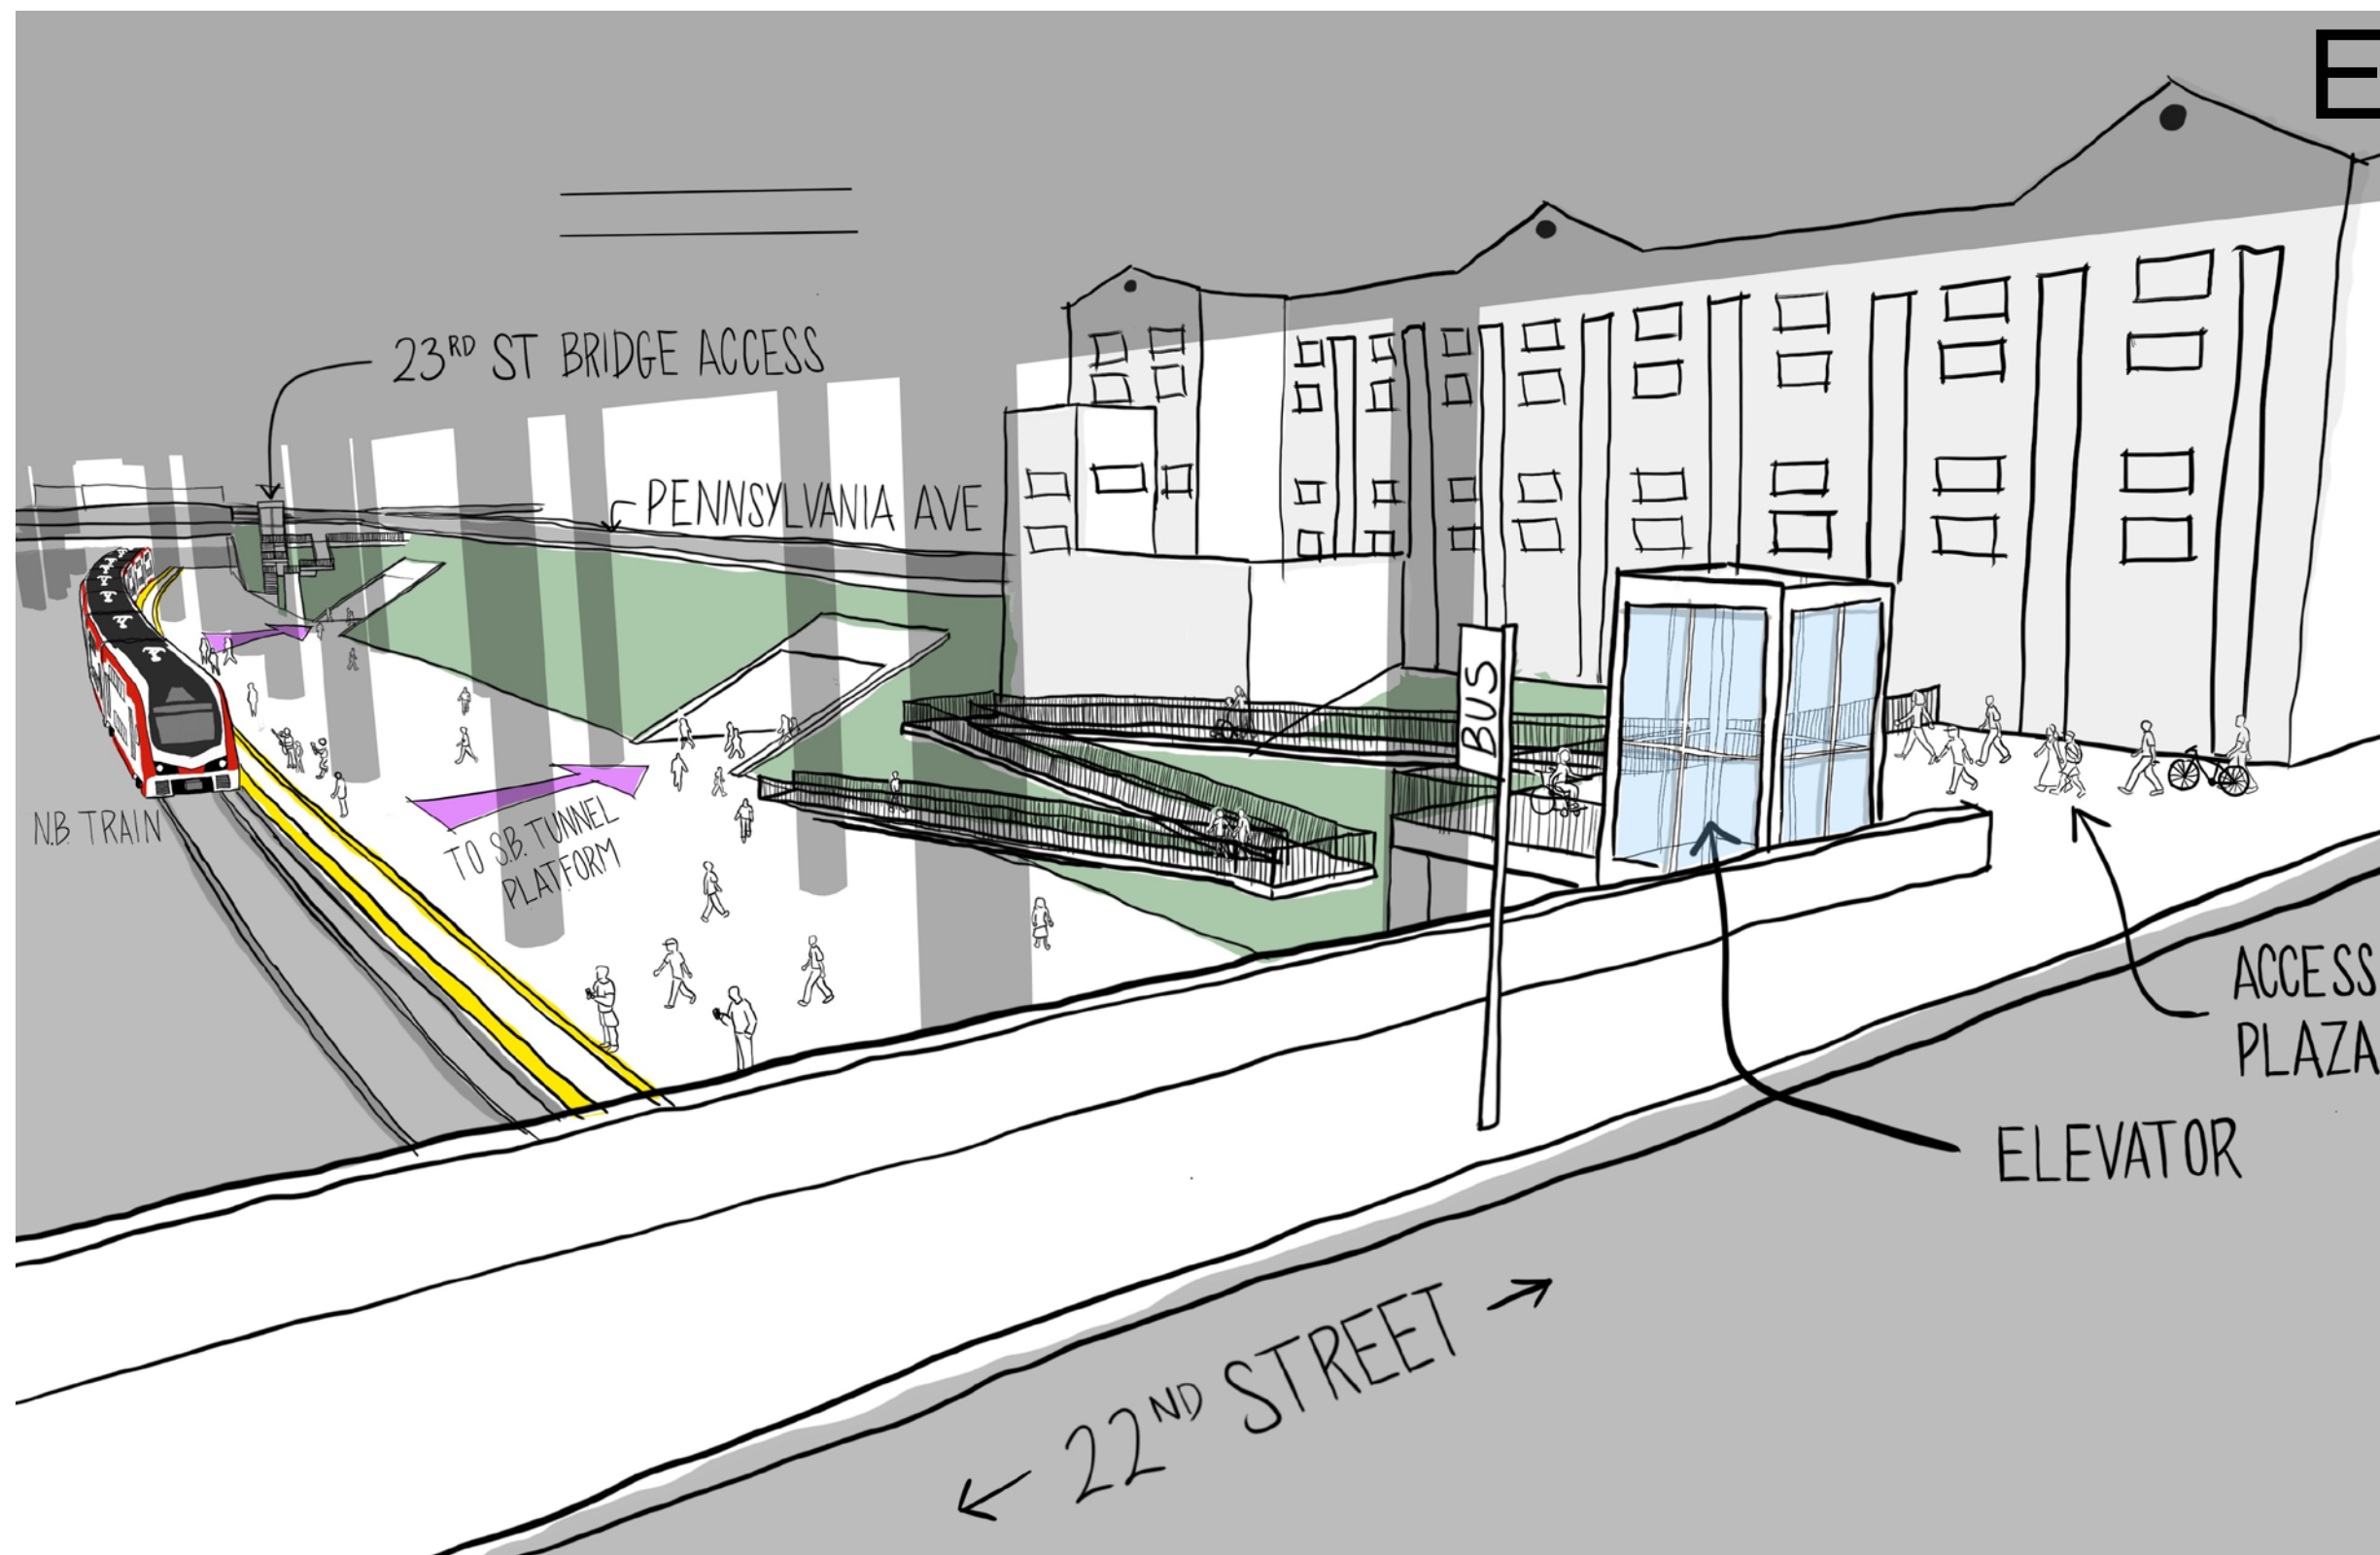 E
23RD ST BRIDGE ACCESS
PENNSYLVANIA AVE
BUS
N.B. TRAIN
TO S.B. TUNNEL
PLATFORM
ACCESS
PLAZA
ELEVATOR
← 22ND STREET →